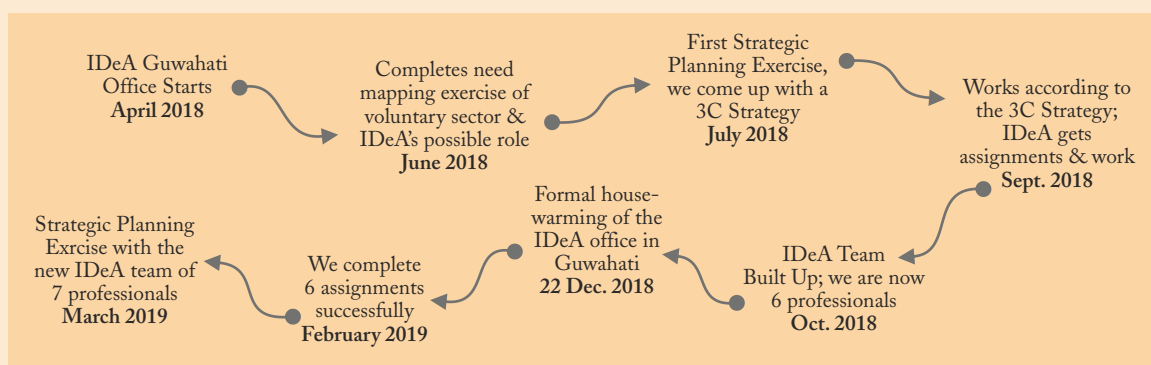 IDeA Guwahati
Office Starts
April 2018
Completes need
mapping exercise of
voluntary sector &
IDeA's possible role
June 2018
First Strategic
Planning Exercise,
we come up with a
3C Strategy
July 2018
Works according to
the 3C Strategy;
IDeA gets
assignments & work
Sept. 2018
IDeA Team
Built Up; we are now
6 professionals
Oct. 2018
Formal house-
warming of the
IDeA office in
Guwahati
22 Dec. 2018
We complete
6 assignments
successfully
February 2019
Strategic Planning
Exrcise with the
new IDeA team of
7 professionals
March 2019